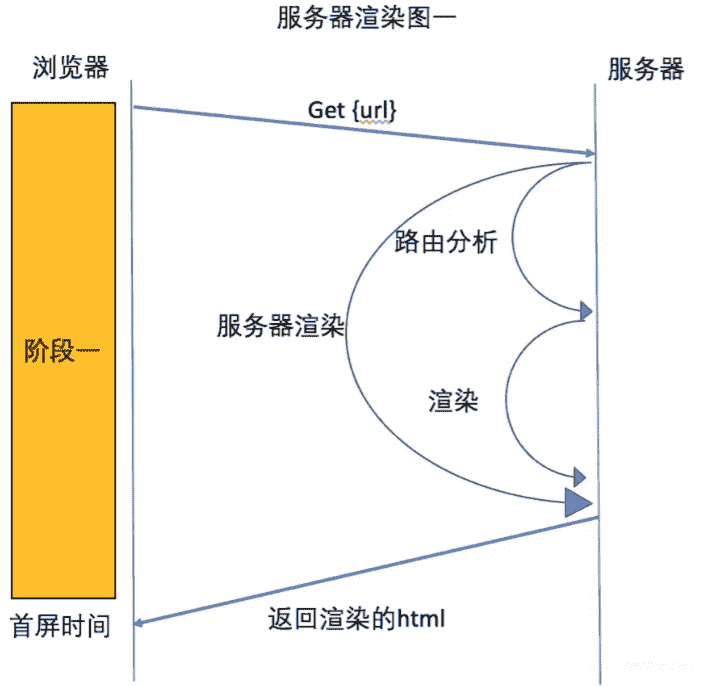 服务器渲染图一
浏览器
服务器
Get {url}
路由分析
服务器渲染
阶段一
渲染
首屏时间
返回渲染的html